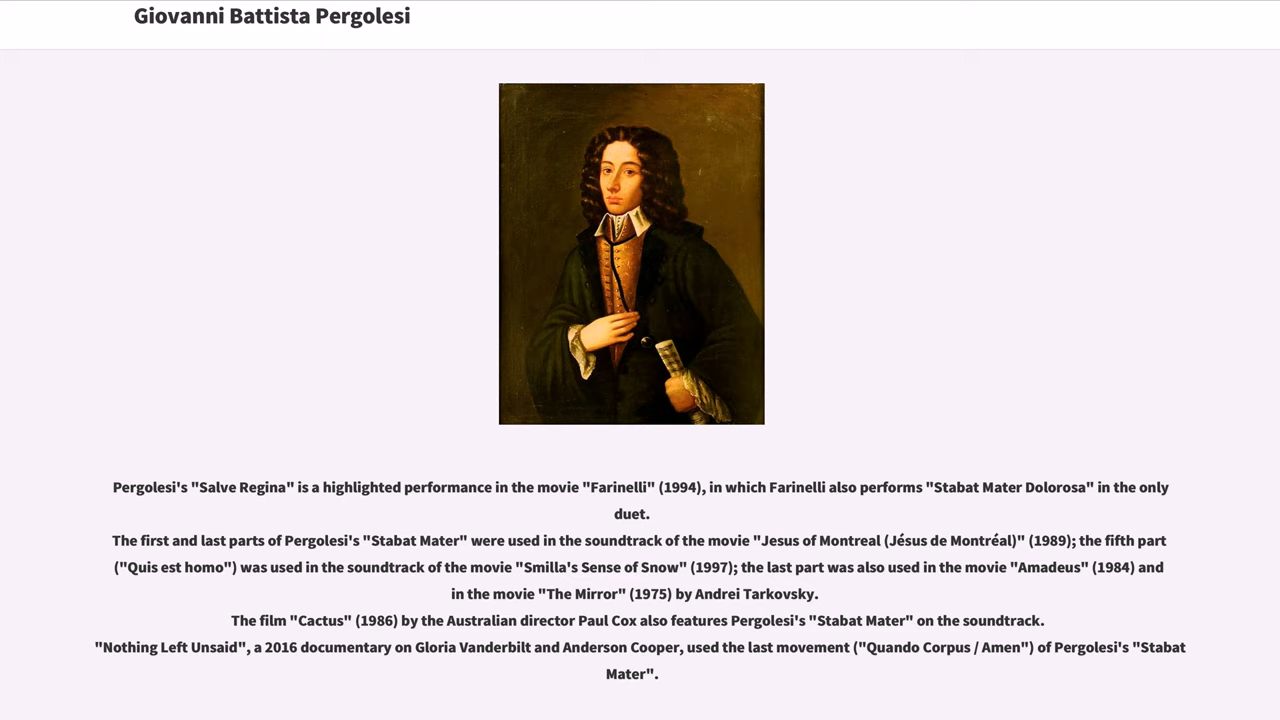 Giovanni Battista Pergolesi
Pergolesi's "Salve Regina" is a highlighted performance in the movie "Farinelli" (1994), in which Farinelli also performs "Stabat Mater Dolorosa" in the only
duet.
The first and last parts of Pergolesi's "Stabat Mater" were used in the soundtrack of the movie "Jesus of Montreal (Jésus de Montréal)" (1989); the fifth part
("Quis est homo") was used in the soundtrack of the movie "Smilla's Sense of Snow" (1997); the last part was also used in the movie "Amadeus" (1984) and
in the movie "The Mirror" (1975) by Andrei Tarkovsky.
The film "Cactus" (1986) by the Australian director Paul Cox also features Pergolesi's "Stabat Mater" on the soundtrack.
"Nothing Left Unsaid", a 2016 documentary on Gloria Vanderbilt and Anderson Cooper, used the last movement ("Quando Corpus / Amen") of Pergolesi's "Stabat
Mater".